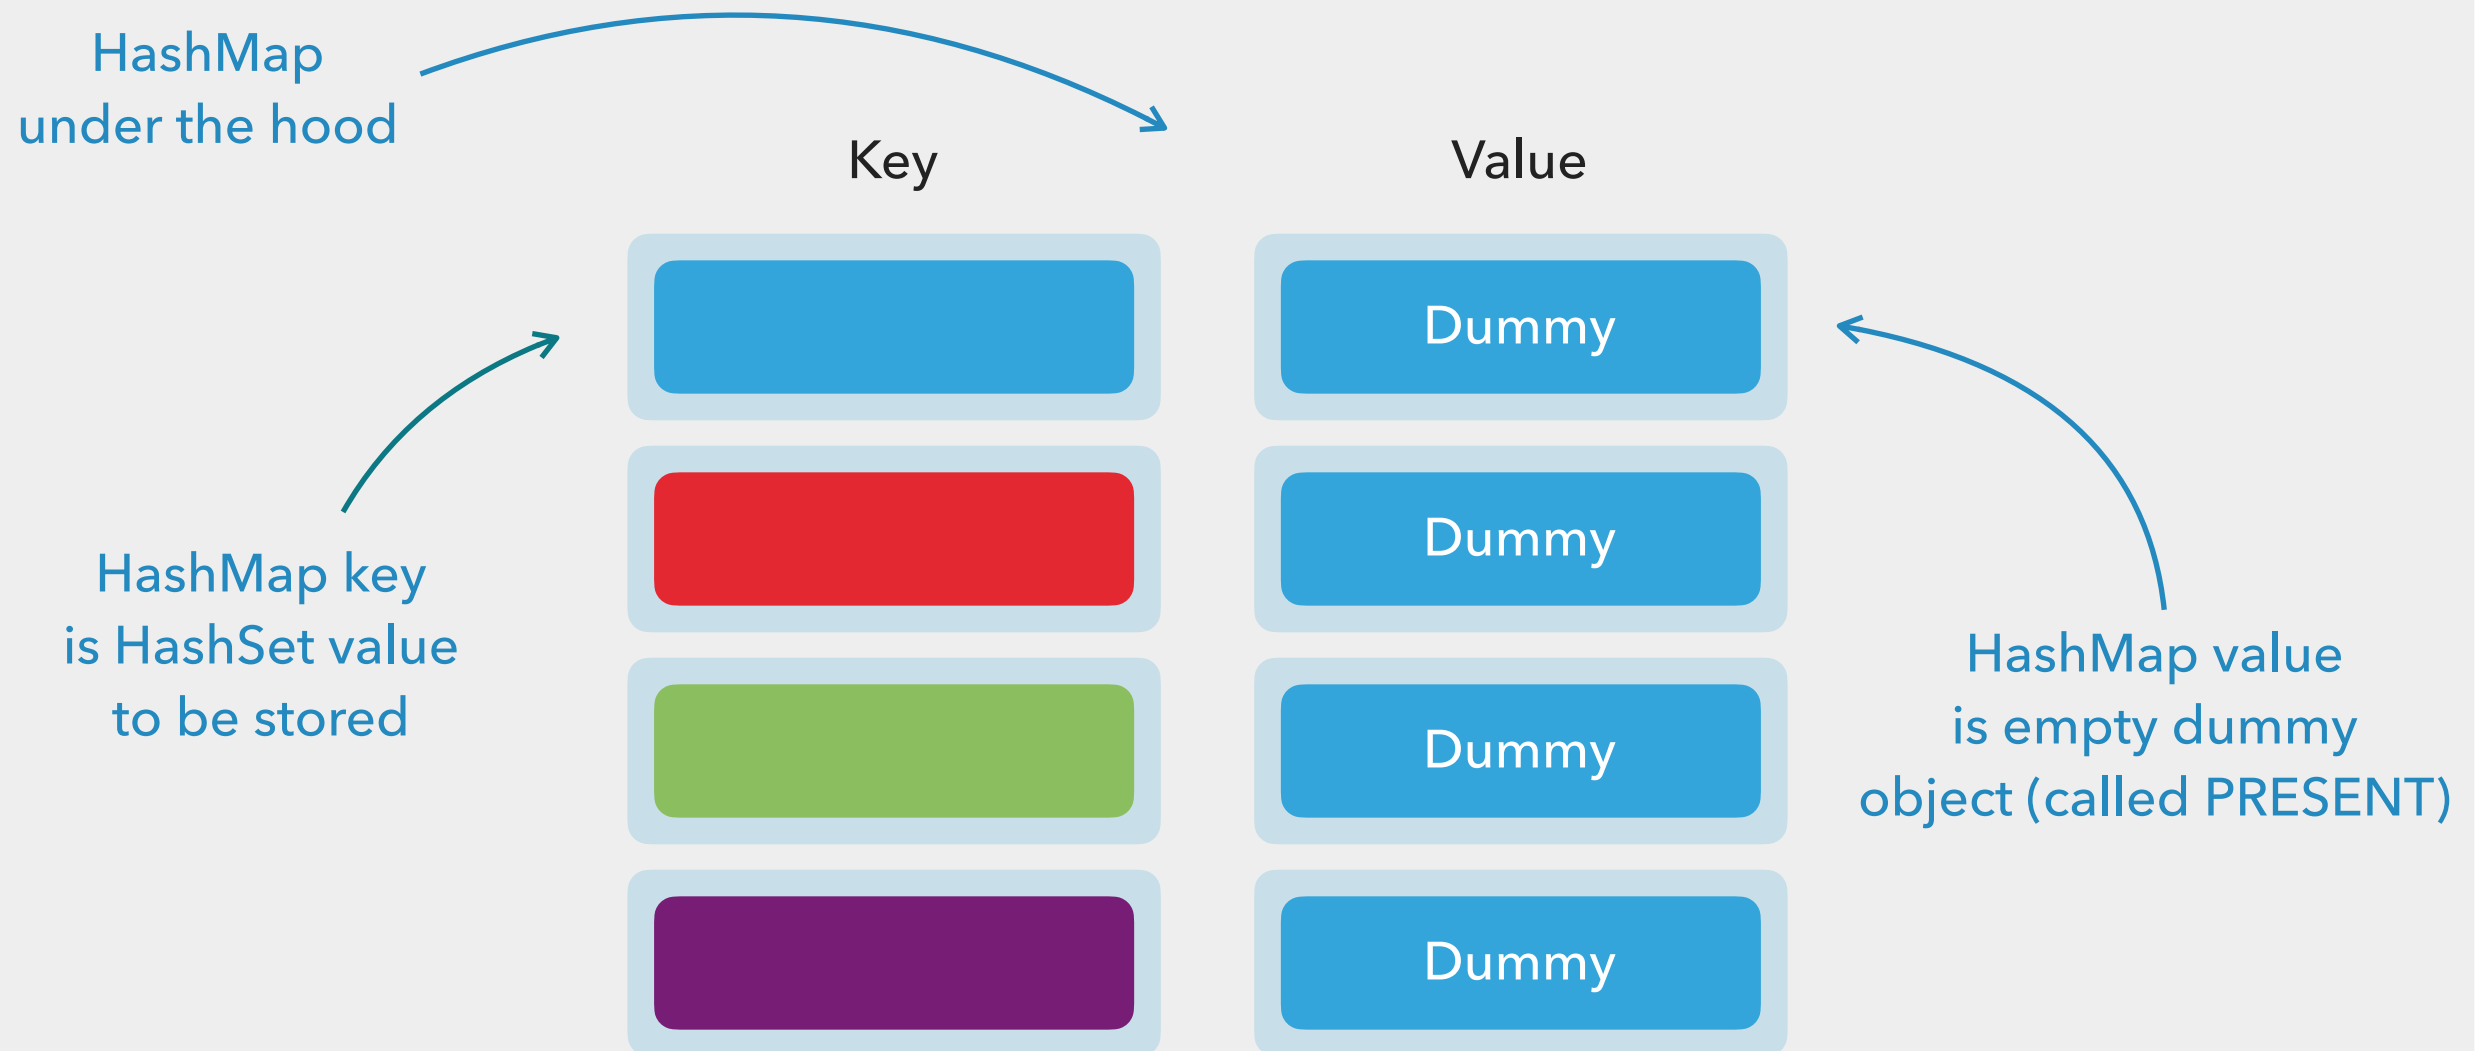 HashMap
under the hood
Key
Value
Dummy
Dummy
Dummy
Dummy
HashMap key
is HashSet value
to be stored
HashMap value
is empty dummy
object (called PRESENT)